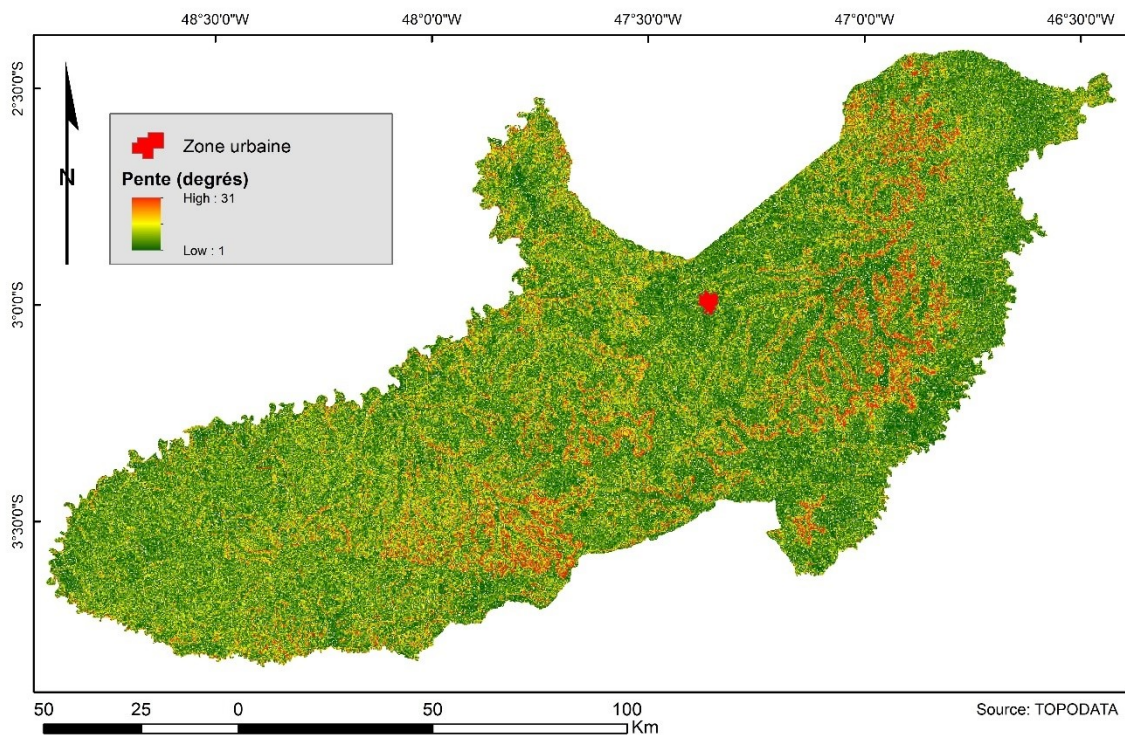 48°30'0"W 48°0'0"W 47°30'0"W 47°0'0"W 46°30'0"W
2°30'0"S
3°0'0"S
3°30'0"S
N
Zone urbaine
Pente (degrés)
High : 31
Low : 1
50 25 0 50 100
Km
Source: TOPODATA